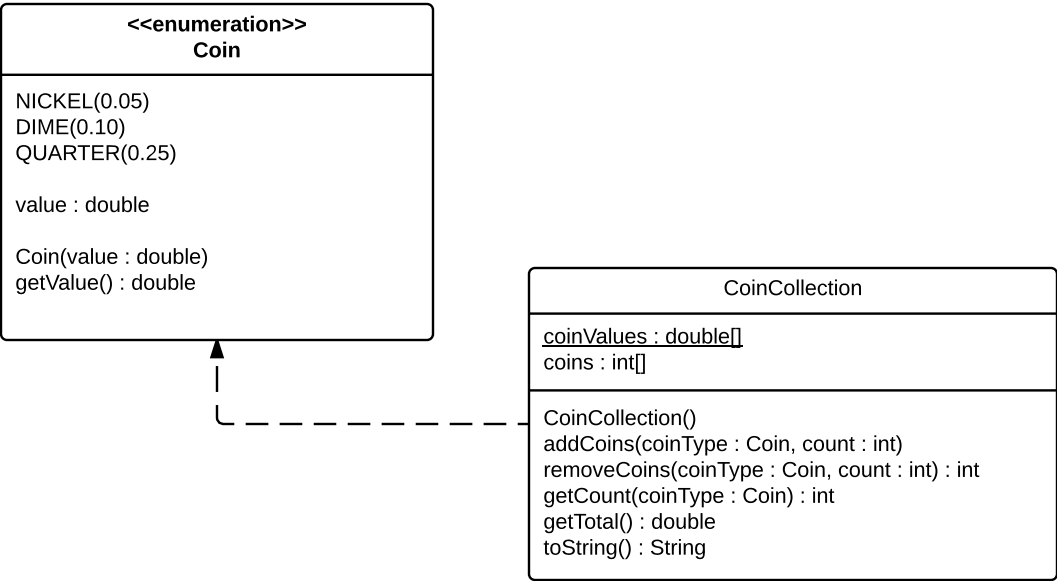 <<enumeration>>
Coin
NICKEL(0.05)
DIME(0.10)
QUARTER(0.25)
value : double
Coin(value : double)
getValue() : double
CoinCollection
coinValues : double[]
coins : int[]
CoinCollection()
addCoins(coinType : Coin, count : int)
removeCoins(coinType : Coin, count : int) : int
getCount(coinType : Coin) : int
getTotal() : double
toString() : String